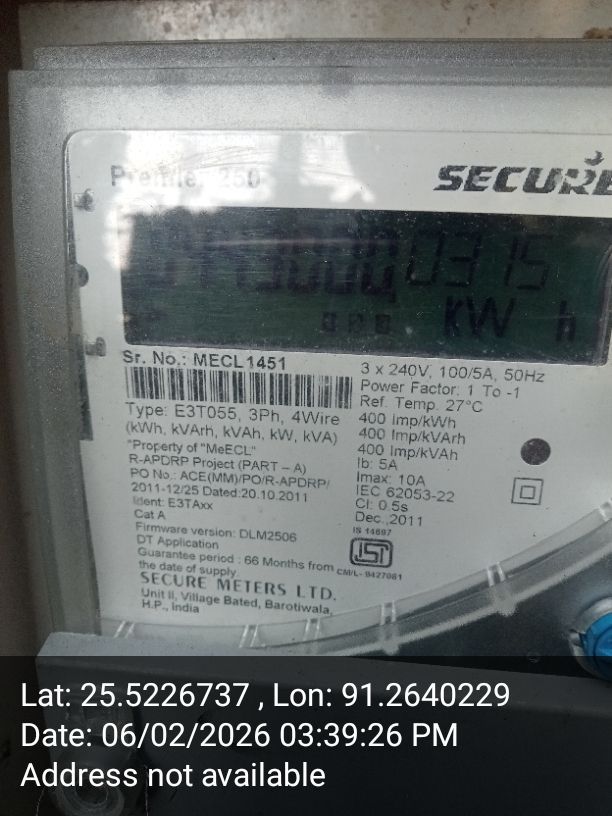 Premier 250
SECURE
0315
KW h
Sr. No.: MECL1451
3 x 240V, 100/5A, 50Hz
Power Factor: 1 To -1
Ref. Temp. 27°C
400 Imp/kWh
400 Imp/kVArh
400 Imp/kVAh
Ib: 5A
Imax: 10A
IEC 62053-22
Cl: 0.5s
Dec.,2011
Type: E3T055, 3Ph, 4Wire
(kWh, kVArh, kVAh, kW, kVA)
"Property of "MeECL"
R-APDRP Project (PART – A)
PO No.: ACE(MM)/PO/R-APDRP/
2011-12/25 Dated:20.10.2011
Ident: E3TAxx
Cat A
Firmware version: DLM2506
DT Application
Guarantee period : 66 Months from
the date of supply.
IS 14697
ISI
CM/L- 9427081
SECURE METERS LTD.
Unit II, Village Bated, Barotiwala,
H.P., India
Lat: 25.5226737 , Lon: 91.2640229
Date: 06/02/2026 03:39:26 PM
Address not available